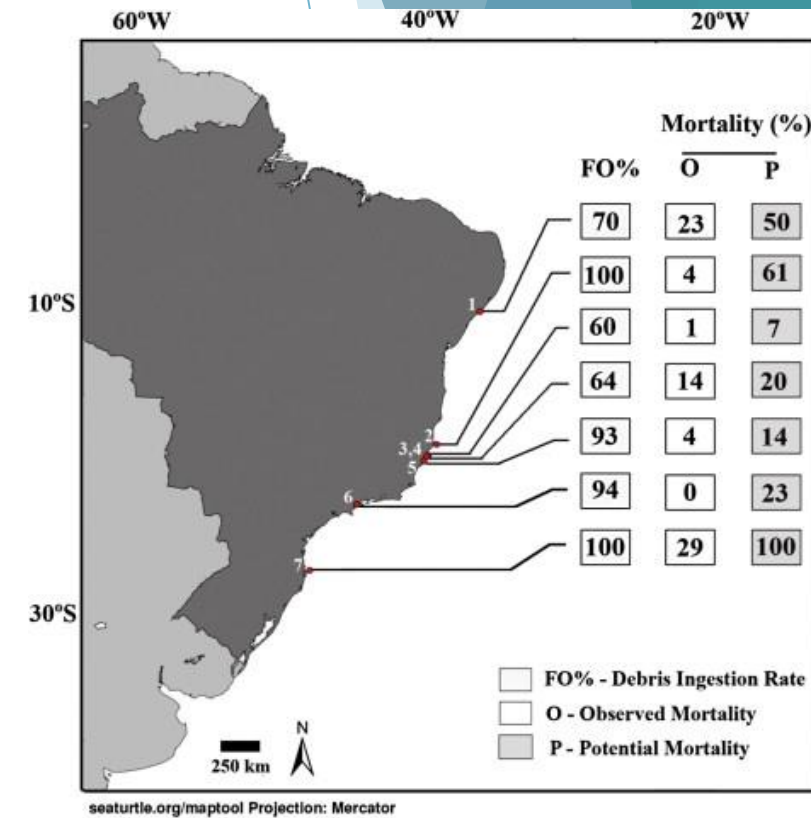 60ºW 40ºW 20ºW
Mortality (%)
FO% O P
70 23 50
100 4 61
10ºS
1
60 1 7
64 14 20
2
93 4 14
3,4
5
94 0 23
6
100 29 100
7
30ºS
FO% - Debris Ingestion Rate
O - Observed Mortality
P - Potential Mortality
N
250 km
seaturtle.org/maptool Projection: Mercator